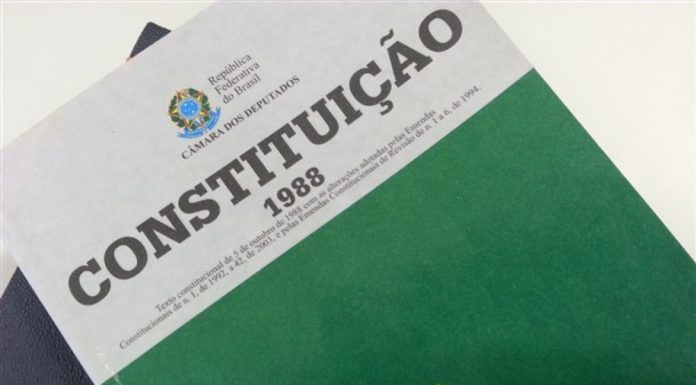 República
Federativa
do Brasil
CÂMARA DOS DEPUTADOS
CONSTITUIÇÃO
1988
Texto constitucional de 5 de outubro de 1988 com as alterações adotadas pelas Emendas
Constitucionais de n. 1, de 1992, a 42, de 2003, e pelas Emendas Constitucionais de Revisão de n. 1 a 6, de 1994.